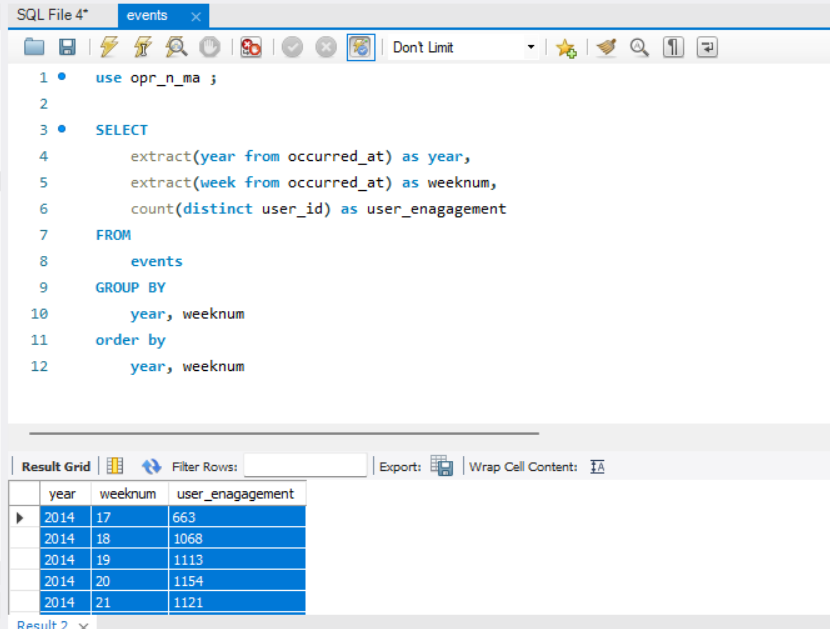 SQL File 4* events
Don't Limit
1 use opr_n_ma ;
2
3 SELECT
4 extract(year from occurred_at) as year,
5 extract(week from occurred_at) as weeknum,
6 count(distinct user_id) as user_enagagement
7 FROM
8 events
9 GROUP BY
10 year, weeknum
11 order by
12 year, weeknum
Result Grid Filter Rows: Export: Wrap Cell Content: IA
year weeknum user_enagagement
2014 17 663
2014 18 1068
2014 19 1113
2014 20 1154
2014 21 1121
Result 2